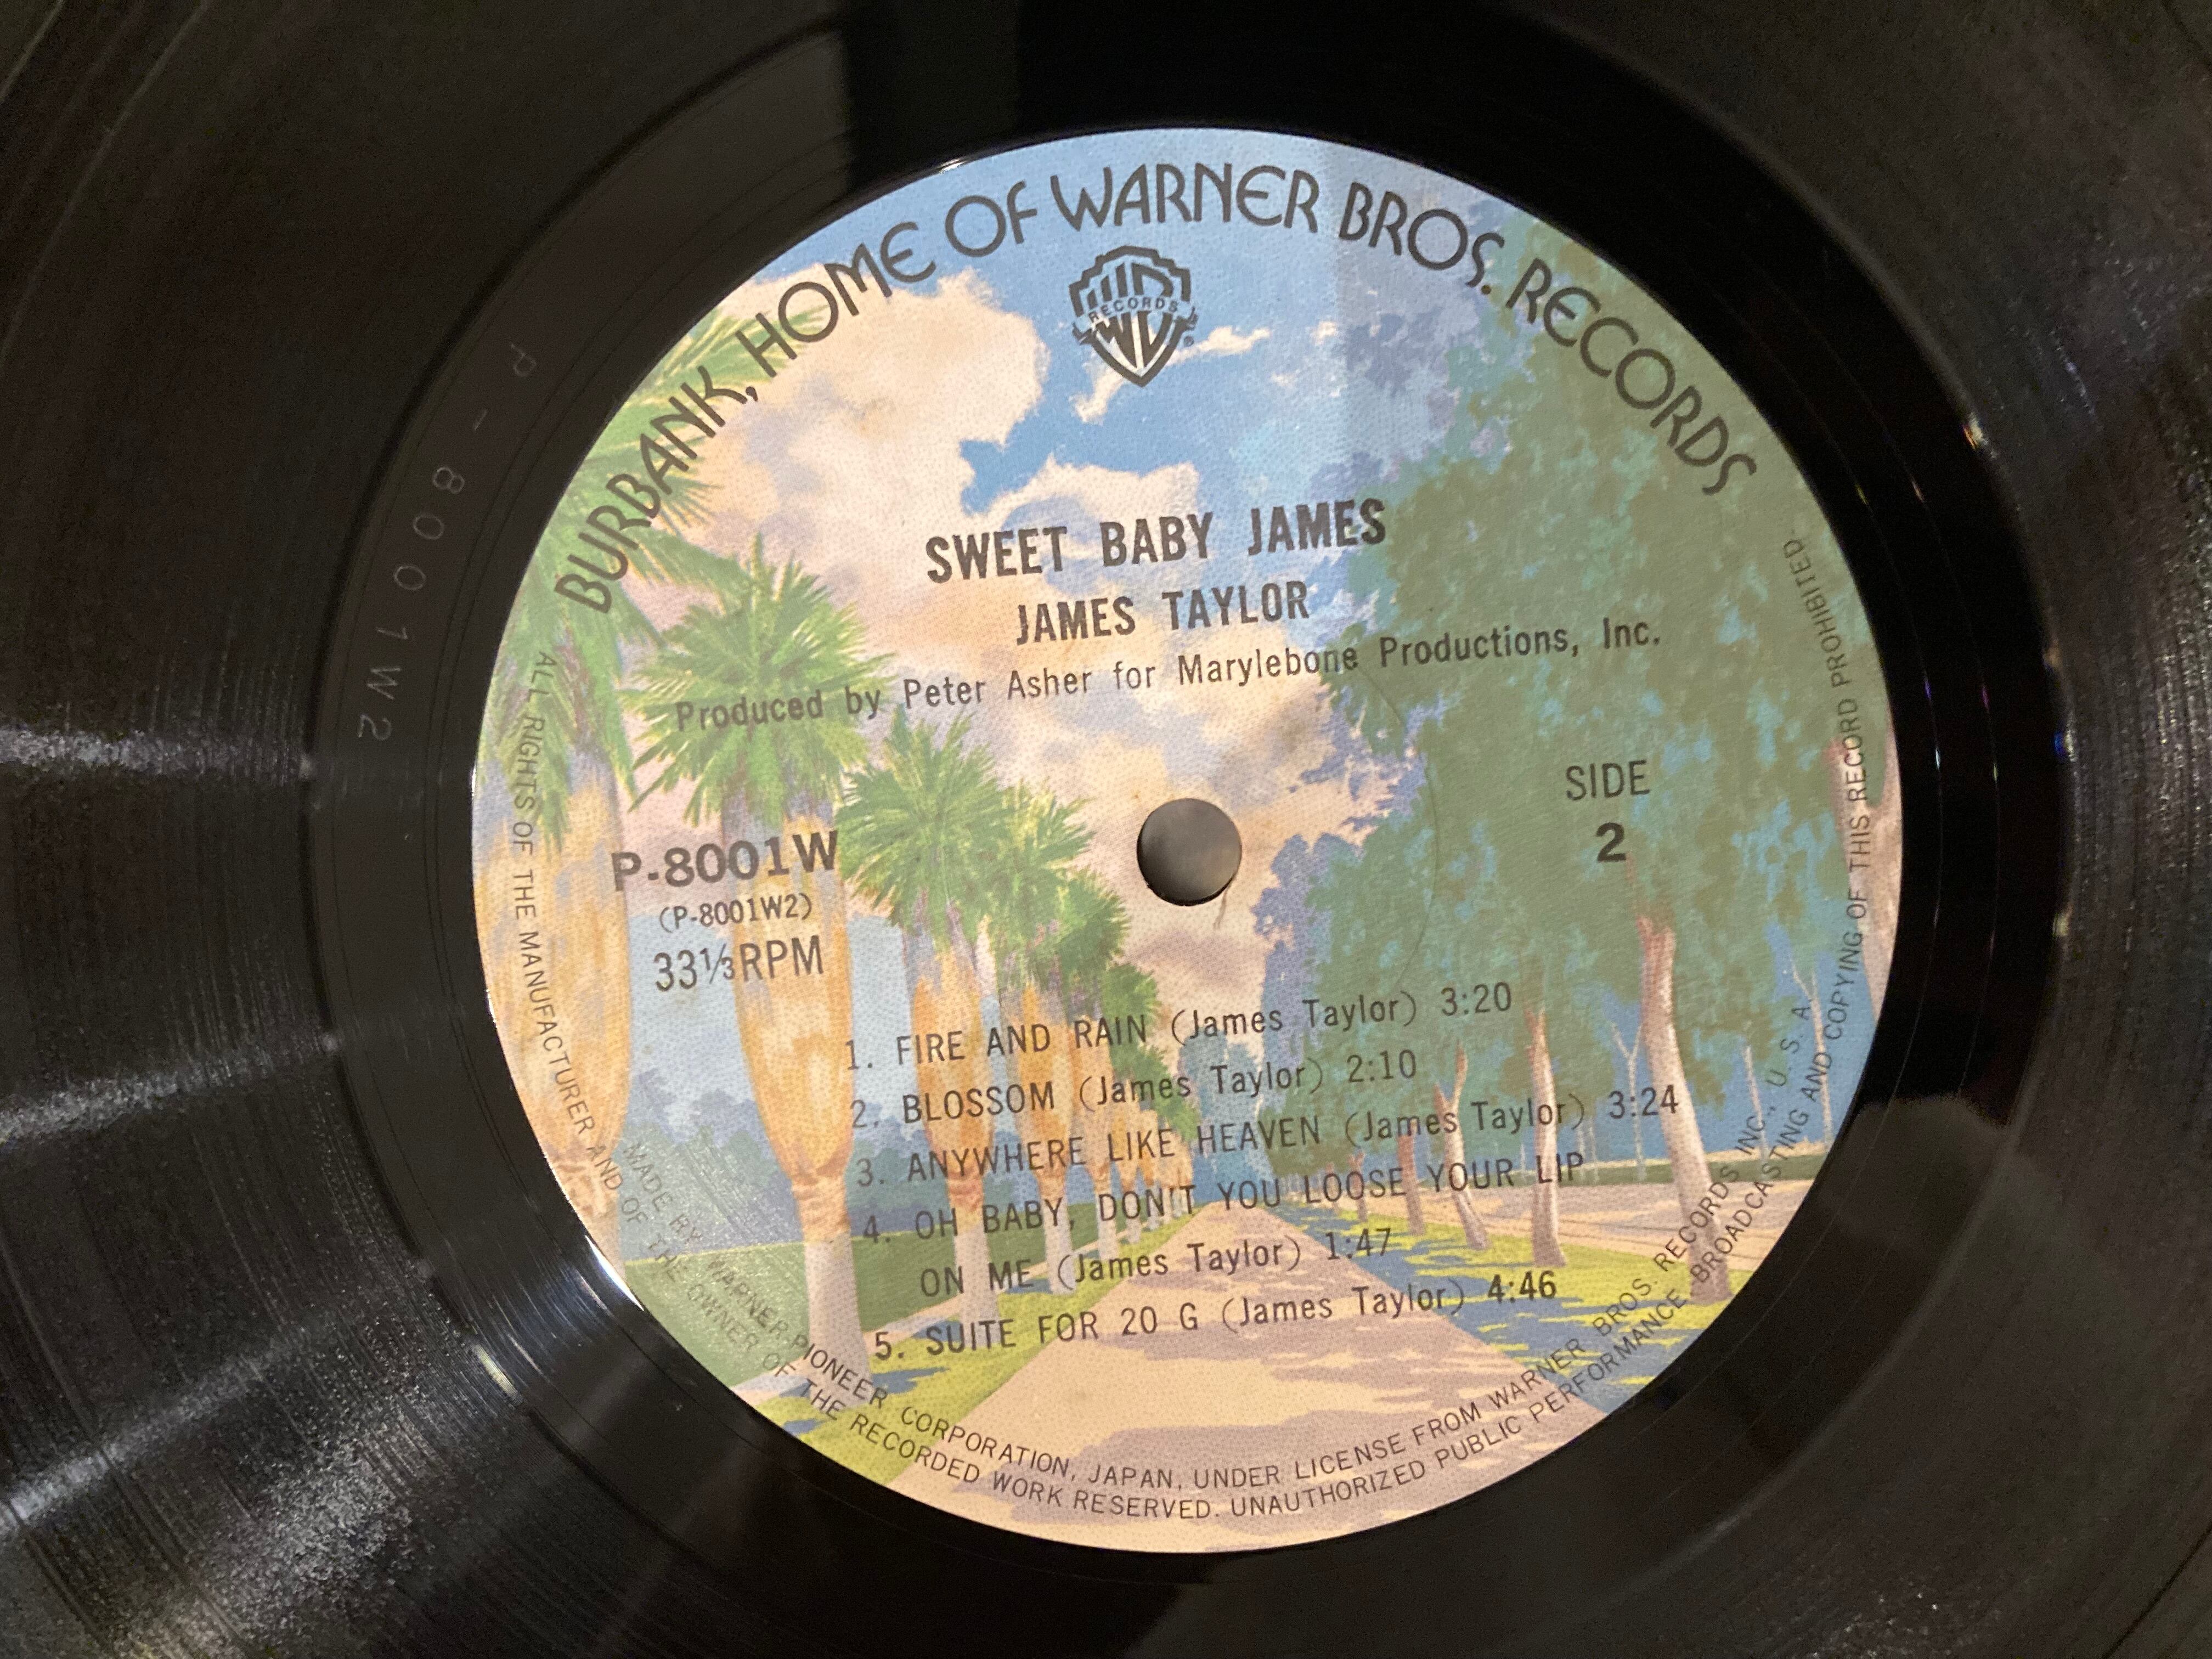 BURBANK, HOME OF WARNER BROS. RECORDS
RECORDS
®
SWEET BABY JAMES
JAMES TAYLOR
Produced by Peter Asher for Marylebone Productions, Inc.
SIDE
2
P-8001W
(P-8001W2)
33⅓RPM
1. FIRE AND RAIN (James Taylor) 3:20
2. BLOSSOM (James Taylor) 2:10
3. ANYWHERE LIKE HEAVEN (James Taylor) 3:24
4. OH BABY, DON'T YOU LOOSE YOUR LIP
ON ME (James Taylor) 1:47
5. SUITE FOR 20 G (James Taylor) 4:46
MADE BY WARNER-PIONEER CORPORATION, JAPAN, UNDER LICENSE FROM WARNER BROS. RECORDS INC., U. S. A.
ALL RIGHTS OF THE MANUFACTURER AND OF THE OWNER OF THE RECORDED WORK RESERVED. UNAUTHORIZED PUBLIC PERFORMANCE, BROADCASTING AND COPYING OF THIS RECORD PROHIBITED.
P-8001W2